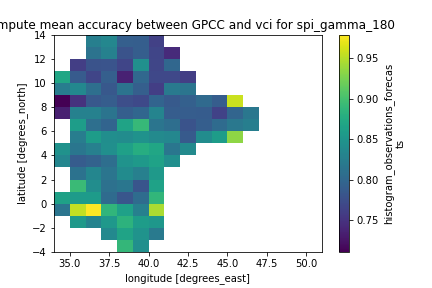 mpute mean accuracy between GPCC and vci for spi_gamma_180
14
12
10
8
6
4
2
0
−2
−4
35.0 37.5 40.0 42.5 45.0 47.5 50.0
latitude [degrees_north]
longitude [degrees_east]
0.95
0.90
0.85
0.80
0.75
histogram_observations_forecas
ts